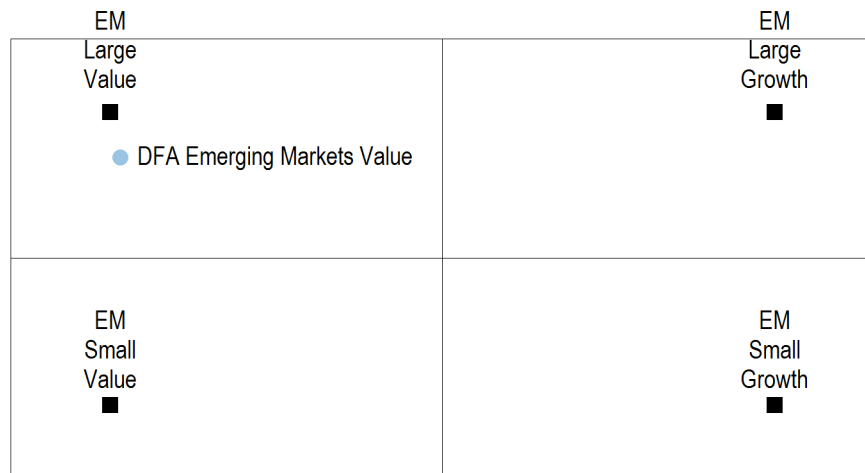 EM
Large
Value
EM
Large
Growth
DFA Emerging Markets Value
EM
Small
Value
EM
Small
Growth